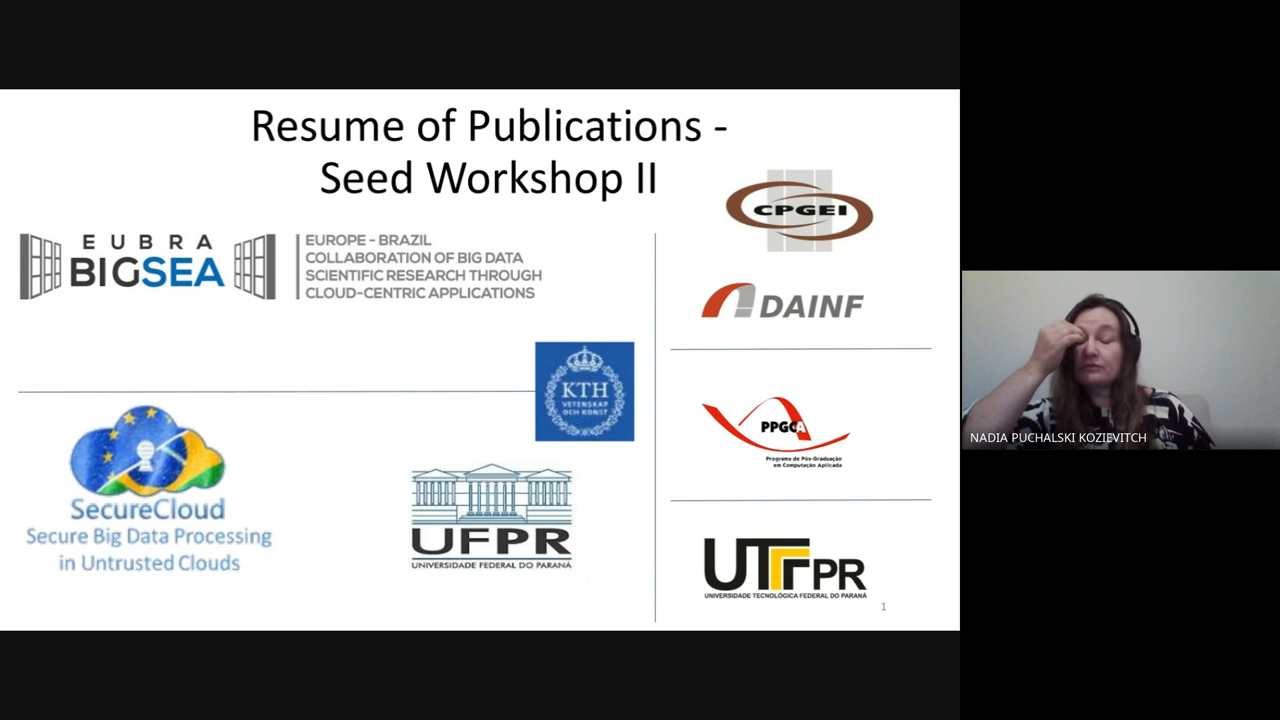 Resume of Publications -
Seed Workshop II
EUBRA
BIGSEA
EUROPE - BRAZIL
COLLABORATION OF BIG DATA
SCIENTIFIC RESEARCH THROUGH
CLOUD-CENTRIC APPLICATIONS
CPGEI
DAINF
KTH
VETENSKAP
OCH KONST
PPGCA
Programa de Pós-Graduação
em Computação Aplicada
SecureCloud
Secure Big Data Processing
in Untrusted Clouds
UFPR
UNIVERSIDADE FEDERAL DO PARANÁ
UTFPR
UNIVERSIDADE TECNOLÓGICA FEDERAL DO PARANÁ
1
NADIA PUCHALSKI KOZIEVITCH